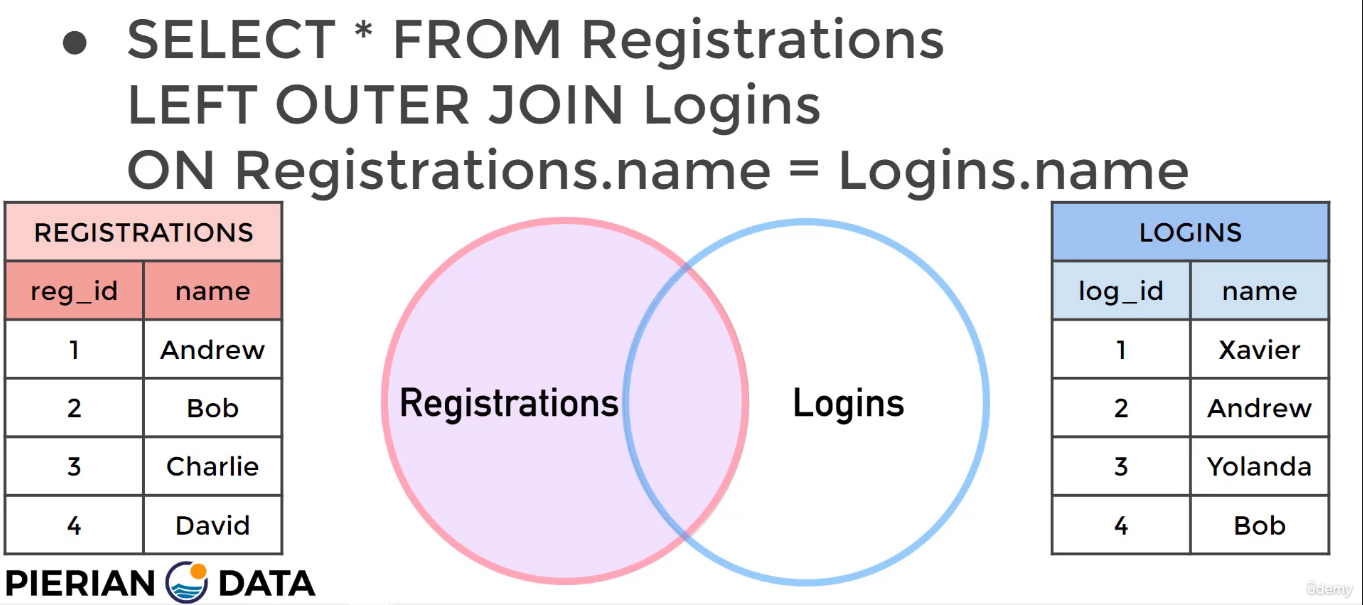 ● SELECT * FROM Registrations
LEFT OUTER JOIN Logins
ON Registrations.name = Logins.name
REGISTRATIONS
reg_id name
1 Andrew
2 Bob
3 Charlie
4 David
Registrations
Logins
LOGINS
log_id name
1 Xavier
2 Andrew
3 Yolanda
4 Bob
PIERIAN DATA
ûdemy